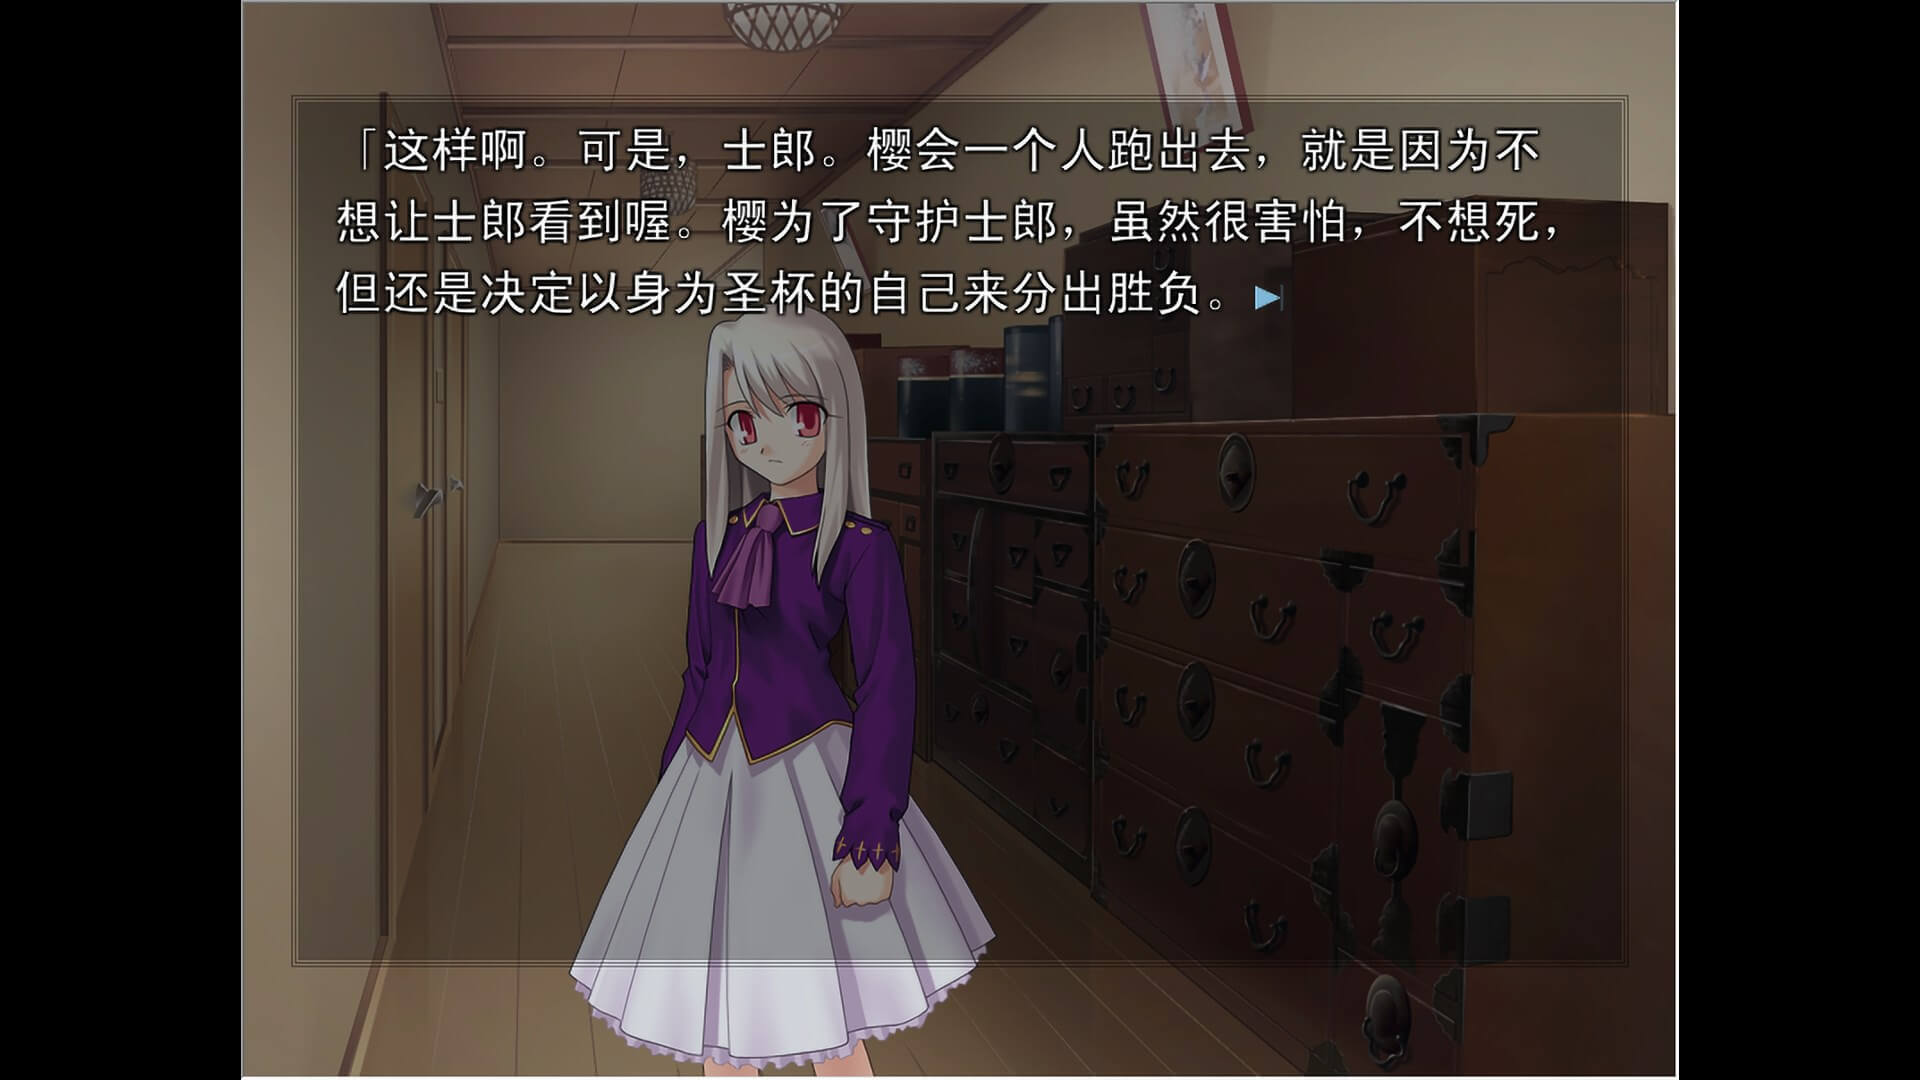 「这样啊。可是，士郎。樱会一个人跑出去，就是因为不
想让士郎看到喔。樱为了守护士郎，虽然很害怕，不想死，
但还是决定以身为圣杯的自己来分出胜负。